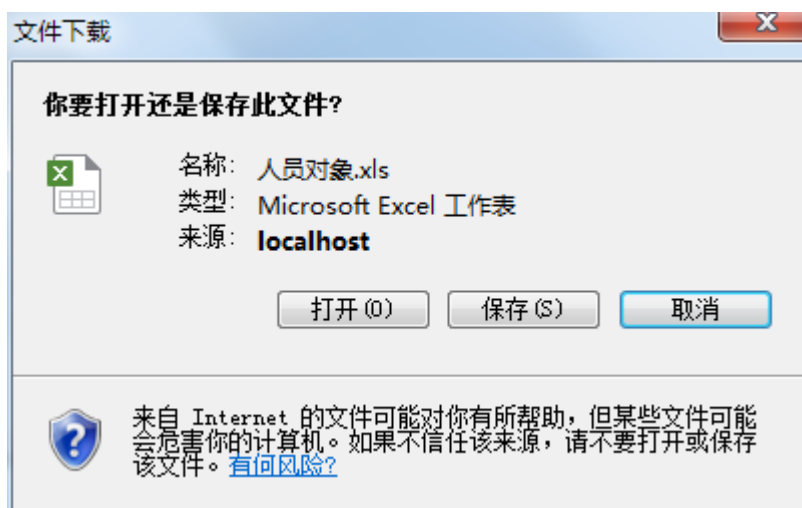 文件下载
你要打开还是保存此文件?
名称: 人员对象.xls
类型: Microsoft Excel 工作表
来源: localhost
打开(O) 保存(S) 取消
来自 Internet 的文件可能对你有所帮助，但某些文件可能
会危害你的计算机。如果不信任该来源，请不要打开或保存
该文件。有何风险?